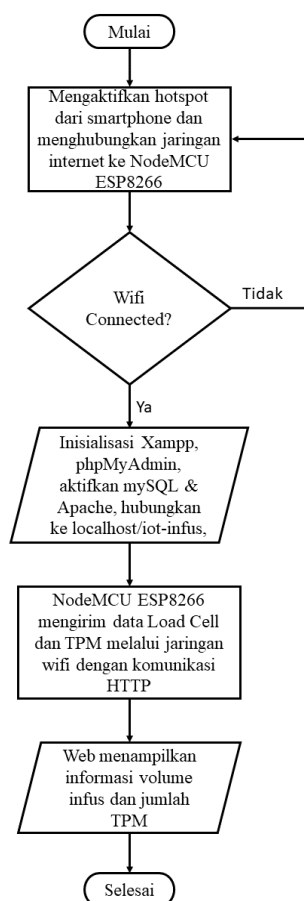 Mulai
Mengaktifkan hotspot
dari smartphone dan
menghubungkan jaringan
internet ke NodeMCU
ESP8266
Wifi
Connected?
Tidak
Ya
Inisialisasi Xampp,
phpMyAdmin,
aktifkan mySQL &
Apache, hubungkan
ke localhost/iot-infus,
NodeMCU ESP8266
mengirim data Load Cell
dan TPM melalui jaringan
wifi dengan komunikasi
HTTP
Web menampilkan
informasi volume
infus dan jumlah
TPM
Selesai